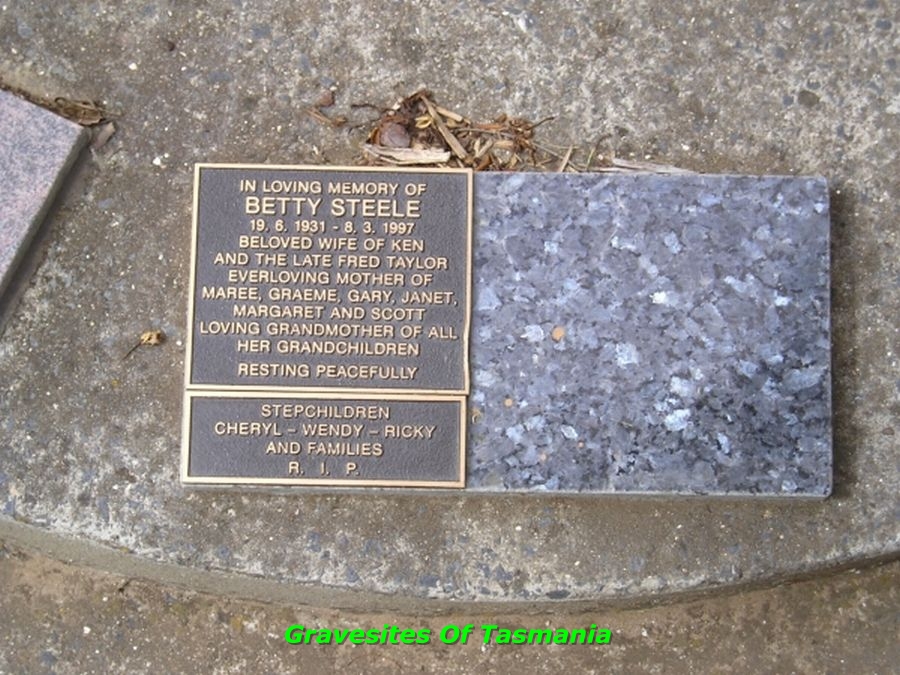 IN LOVING MEMORY OF
BETTY STEELE
19. 6. 1931 - 8. 3. 1997
BELOVED WIFE OF KEN
AND THE LATE FRED TAYLOR
EVERLOVING MOTHER OF
MAREE, GRAEME, GARY, JANET,
MARGARET AND SCOTT
LOVING GRANDMOTHER OF ALL
HER GRANDCHILDREN
RESTING PEACEFULLY
STEPCHILDREN
CHERYL – WENDY – RICKY
AND FAMILIES
R. I. P.
Gravesites Of Tasmania